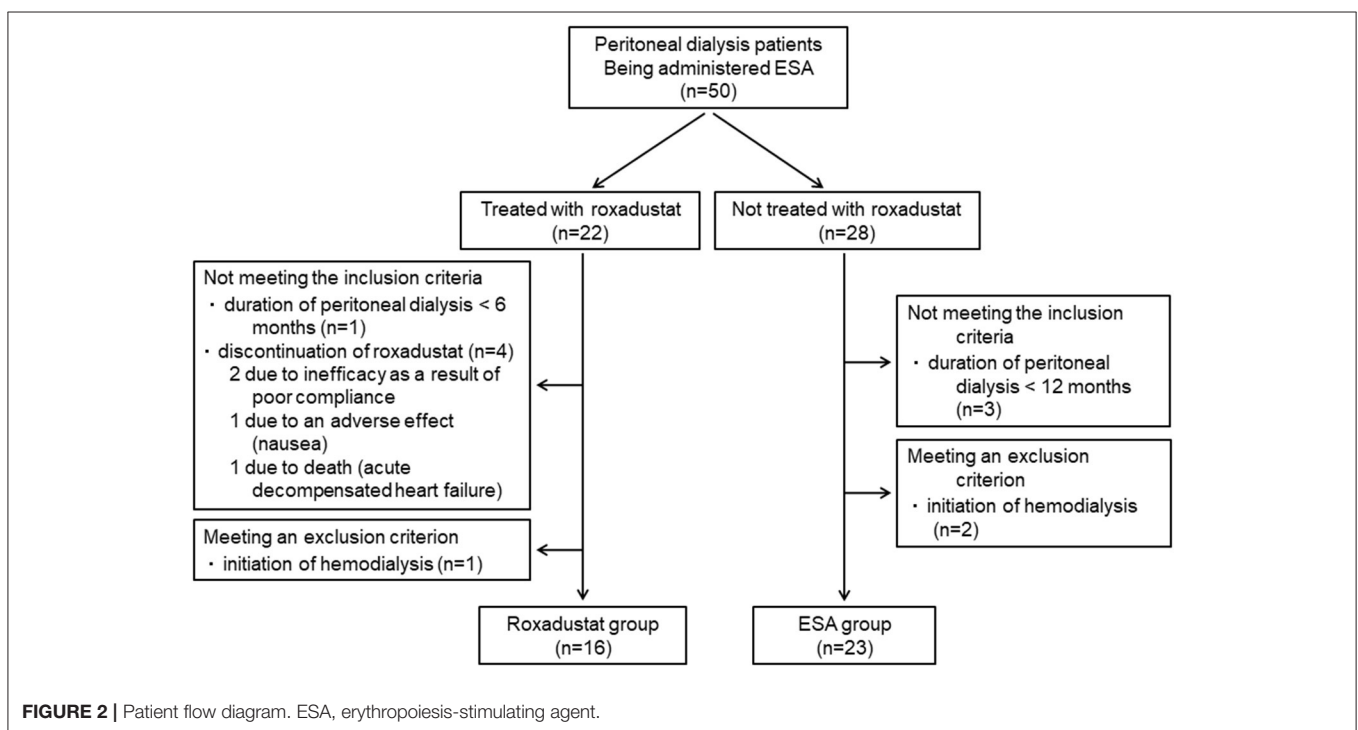 Peritoneal dialysis patients
Being administered ESA
(n=50)
Treated with roxadustat
(n=22)
Not treated with roxadustat
(n=28)
Not meeting the inclusion criteria
・duration of peritoneal dialysis < 6
months (n=1)
・discontinuation of roxadustat (n=4)
2 due to inefficacy as a result of
poor compliance
1 due to an adverse effect
(nausea)
1 due to death (acute
decompensated heart failure)
Not meeting the inclusion
criteria
・duration of peritoneal
dialysis < 12 months
(n=3)
Meeting an exclusion
criterion
・initiation of hemodialysis
(n=2)
Meeting an exclusion criterion
・initiation of hemodialysis (n=1)
Roxadustat group
(n=16)
ESA group
(n=23)
FIGURE 2 | Patient flow diagram. ESA, erythropoiesis-stimulating agent.